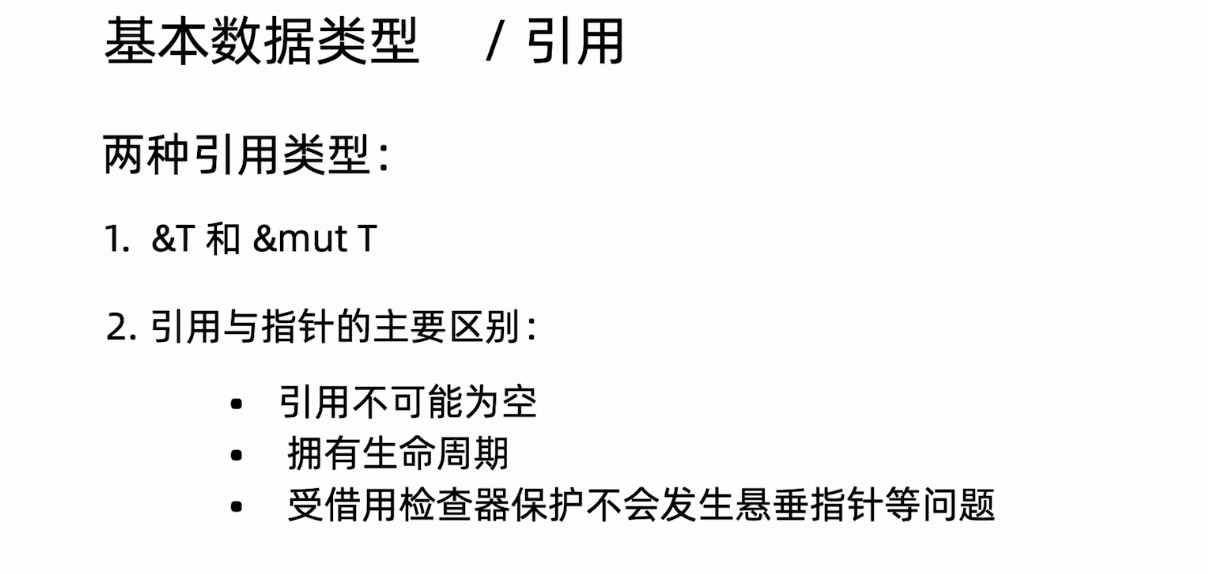 基本数据类型 / 引用
两种引用类型：
1. &T 和 &mut T
2. 引用与指针的主要区别：
• 引用不可能为空
• 拥有生命周期
• 受借用检查器保护不会发生悬垂指针等问题